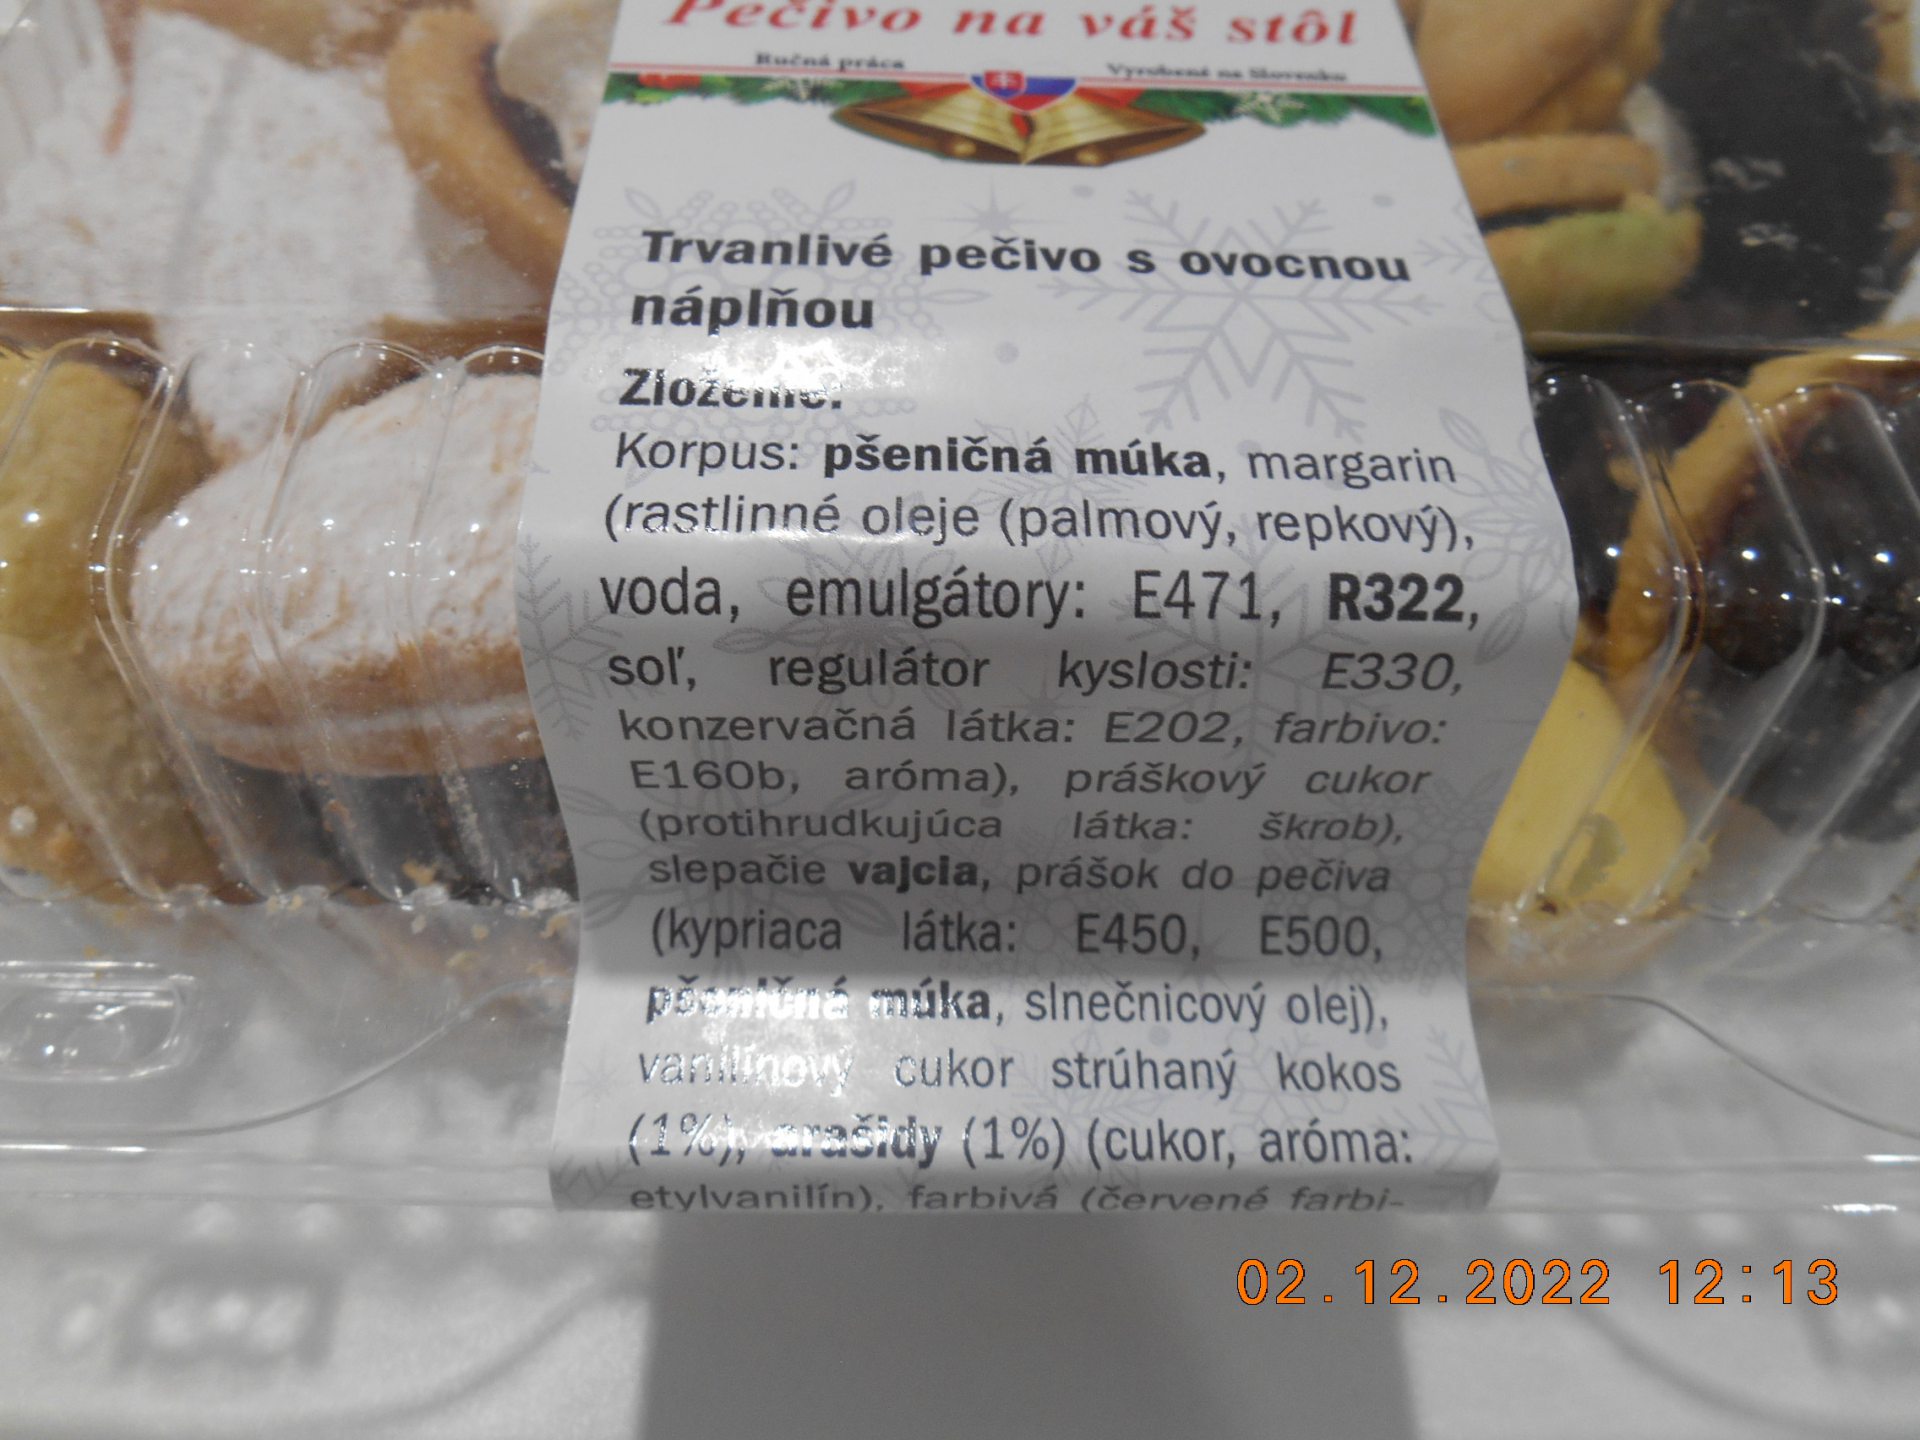 Pečivo na váš stôl
Ručná práca
Vyrobené na Slovensku
Trvanlivé pečivo s ovocnou
náplňou
Zloženie:
Korpus: pšeničná múka, margarin
(rastlinné oleje (palmový, repkový),
voda, emulgátory: E471, R322,
soľ, regulátor kyslosti: E330,
konzervačná látka: E202, farbivo:
E160b, aróma), práškový cukor
(protihrudkujúca látka: škrob),
slepačie vajcia, prášok do pečiva
(kypriaca látka: E450, E500,
pšeničná múka, slnečnicový olej),
vanilínový cukor strúhaný kokos
(1%), arašidy (1%) (cukor, aróma:
etylvanilín), farbivá (červené farbi-
02.12.2022 12:13